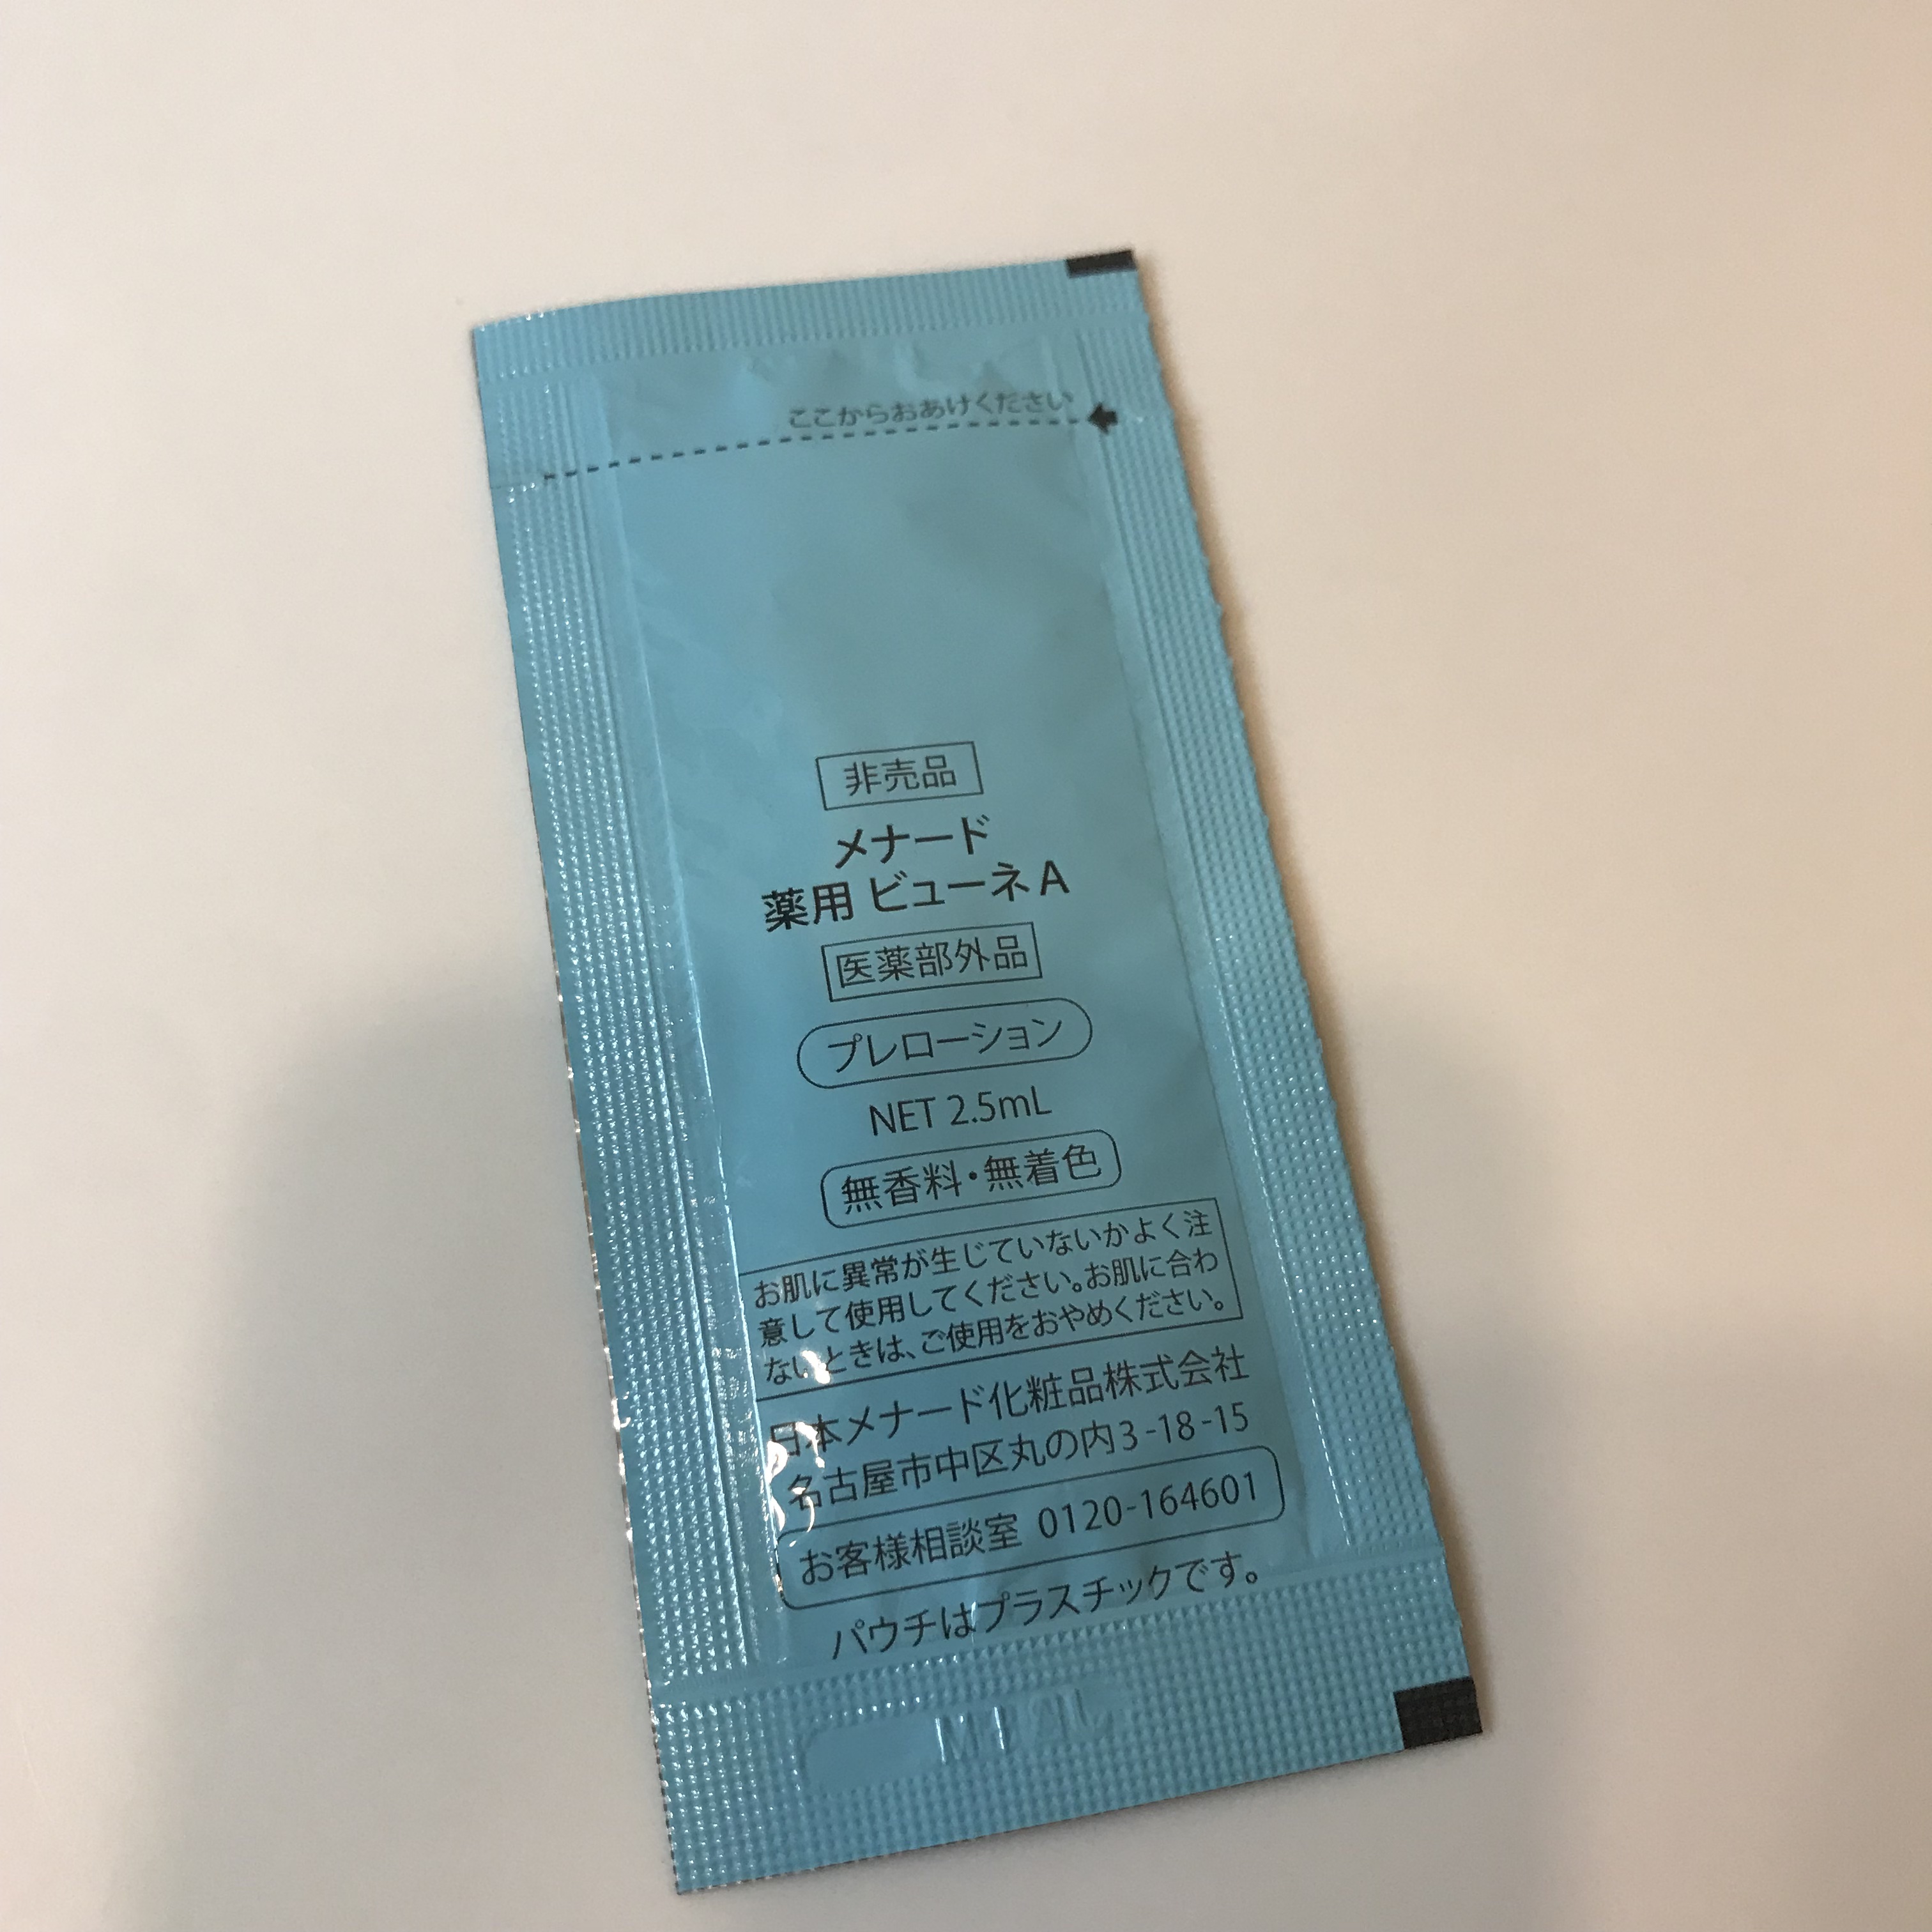 ここからおあけください
非売品
メナード
薬用 ビューネA
医薬部外品
プレローション
NET 2.5mL
無香料・無着色
お肌に異常が生じていないかよく注
意して使用してください。お肌に合わ
ないときは、ご使用をおやめください。
日本メナード化粧品株式会社
名古屋市中区丸の内3-18-15
お客様相談室 0120-164601
パウチはプラスチックです。